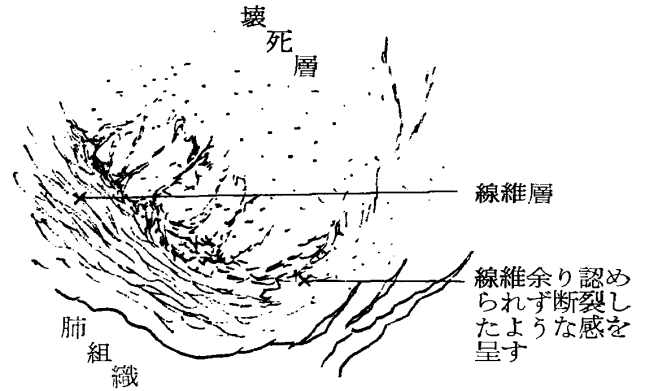 壊死層
線維層
線維余り認め
られず断裂し
たような感を
呈す
肺組織